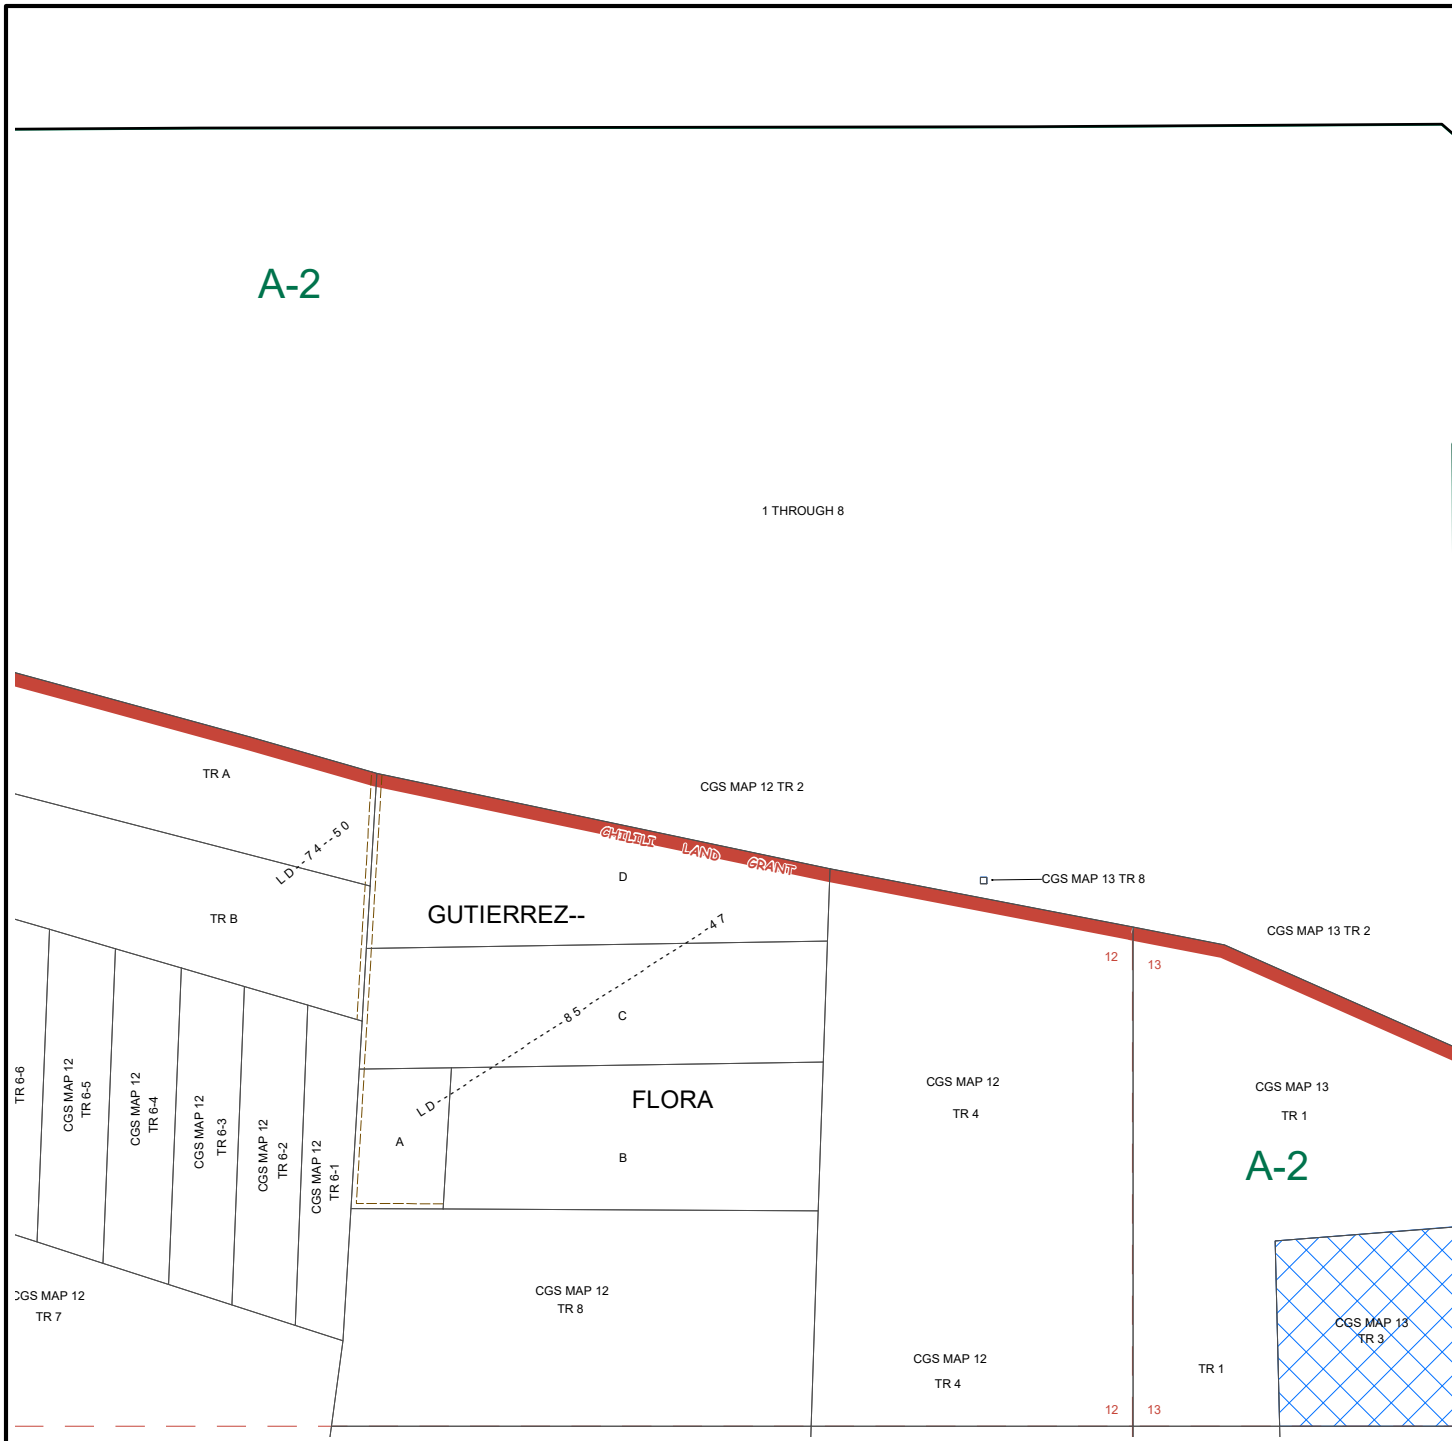 A-2
1 THROUGH 8
TR A
CGS MAP 12 TR 2
LD--74--50
CHILILI LAND GRANT
D
CGS MAP 13 TR 8
GUTIERREZ--
TR B
LD--------85--------47
CGS MAP 13 TR 2
12
13
C
TR 6-6
CGS MAP 12
TR 6-5
CGS MAP 12
TR 6-4
CGS MAP 12
TR 6-3
CGS MAP 12
TR 6-2
CGS MAP 12
TR 6-1
FLORA
A
B
CGS MAP 12
TR 4
CGS MAP 13
TR 1
A-2
CGS MAP 12
TR 7
CGS MAP 12
TR 8
CGS MAP 12
TR 4
TR 1
CGS MAP 13
TR 3
12
13